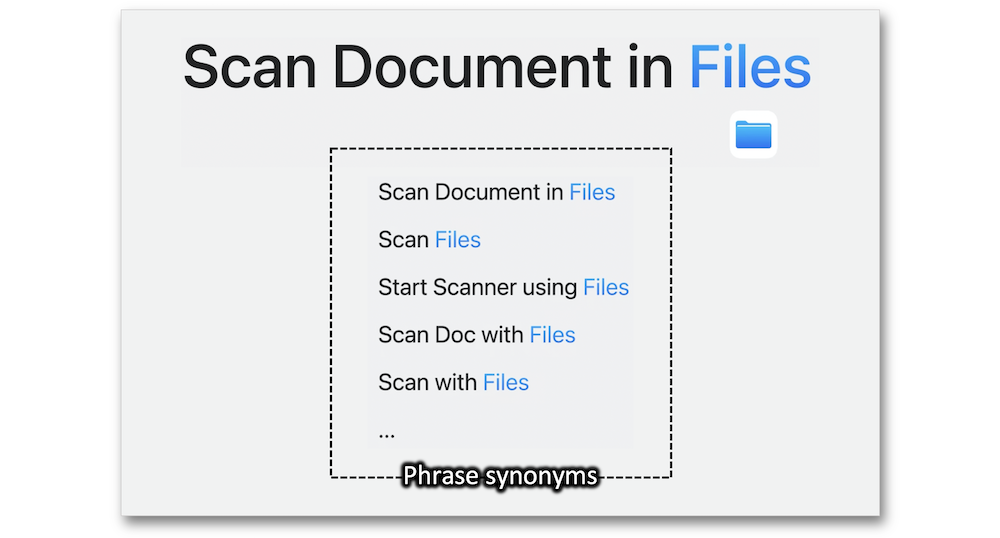 Scan Document in Files
Scan Document in Files
Scan Files
Start Scanner using Files
Scan Doc with Files
Scan with Files
...
Phrase synonyms